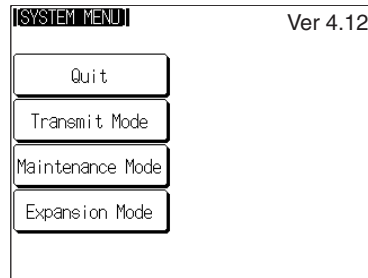 [SYSTEM MENU]
Ver 4.12
Quit
Transmit Mode
Maintenance Mode
Expansion Mode